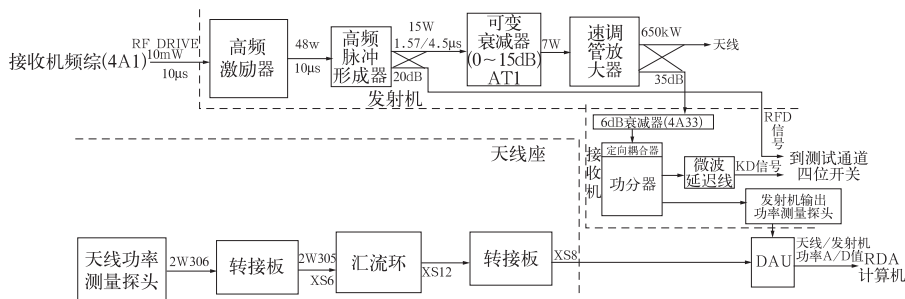 接收机频综(4A1)
RF_DRIVE
10mW
10μs
高频
激励器
48w
10μs
高频
脉冲
形成器
15W
1.57/4.5μs
20dB
可变
衰减器
(0～15dB)
AT1
7W
速调
管放
大器
650kW
天线
35dB
发射机
6dB衰减器(4A33)
RFD
信号
接收机
定向耦合器
功分器
微波
延迟线
KD信号
到测试通道
四位开关
发射机输出
功率测量探头
天线座
天线功率
测量探头
2W306
转接板
2W305
XS6
汇流环
XS12
转接板
XS8
DAU
天线/发射机
功率A/D值
RDA
计算机